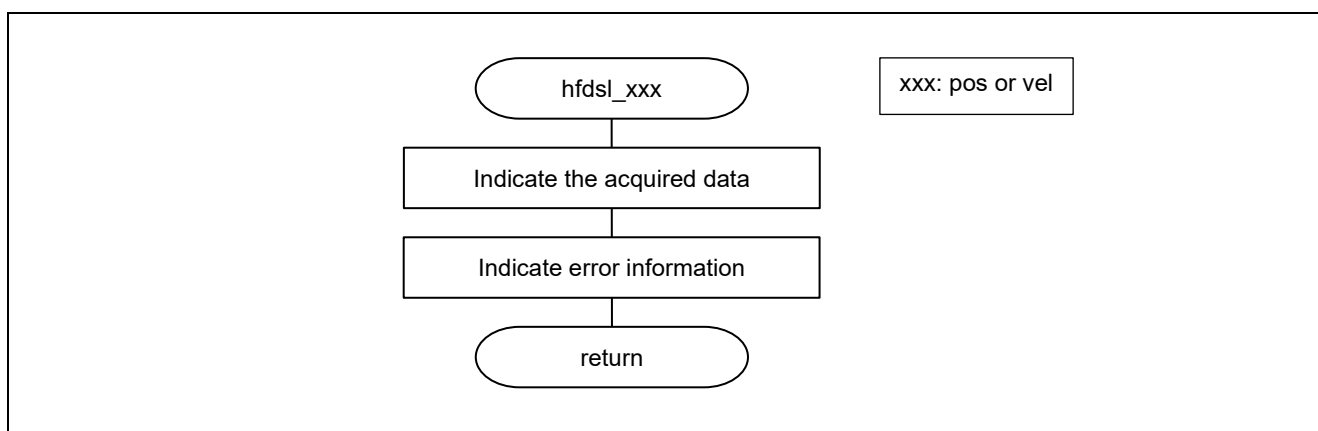 hfdsl_xxx
xxx: pos or vel
Indicate the acquired data
Indicate error information
return